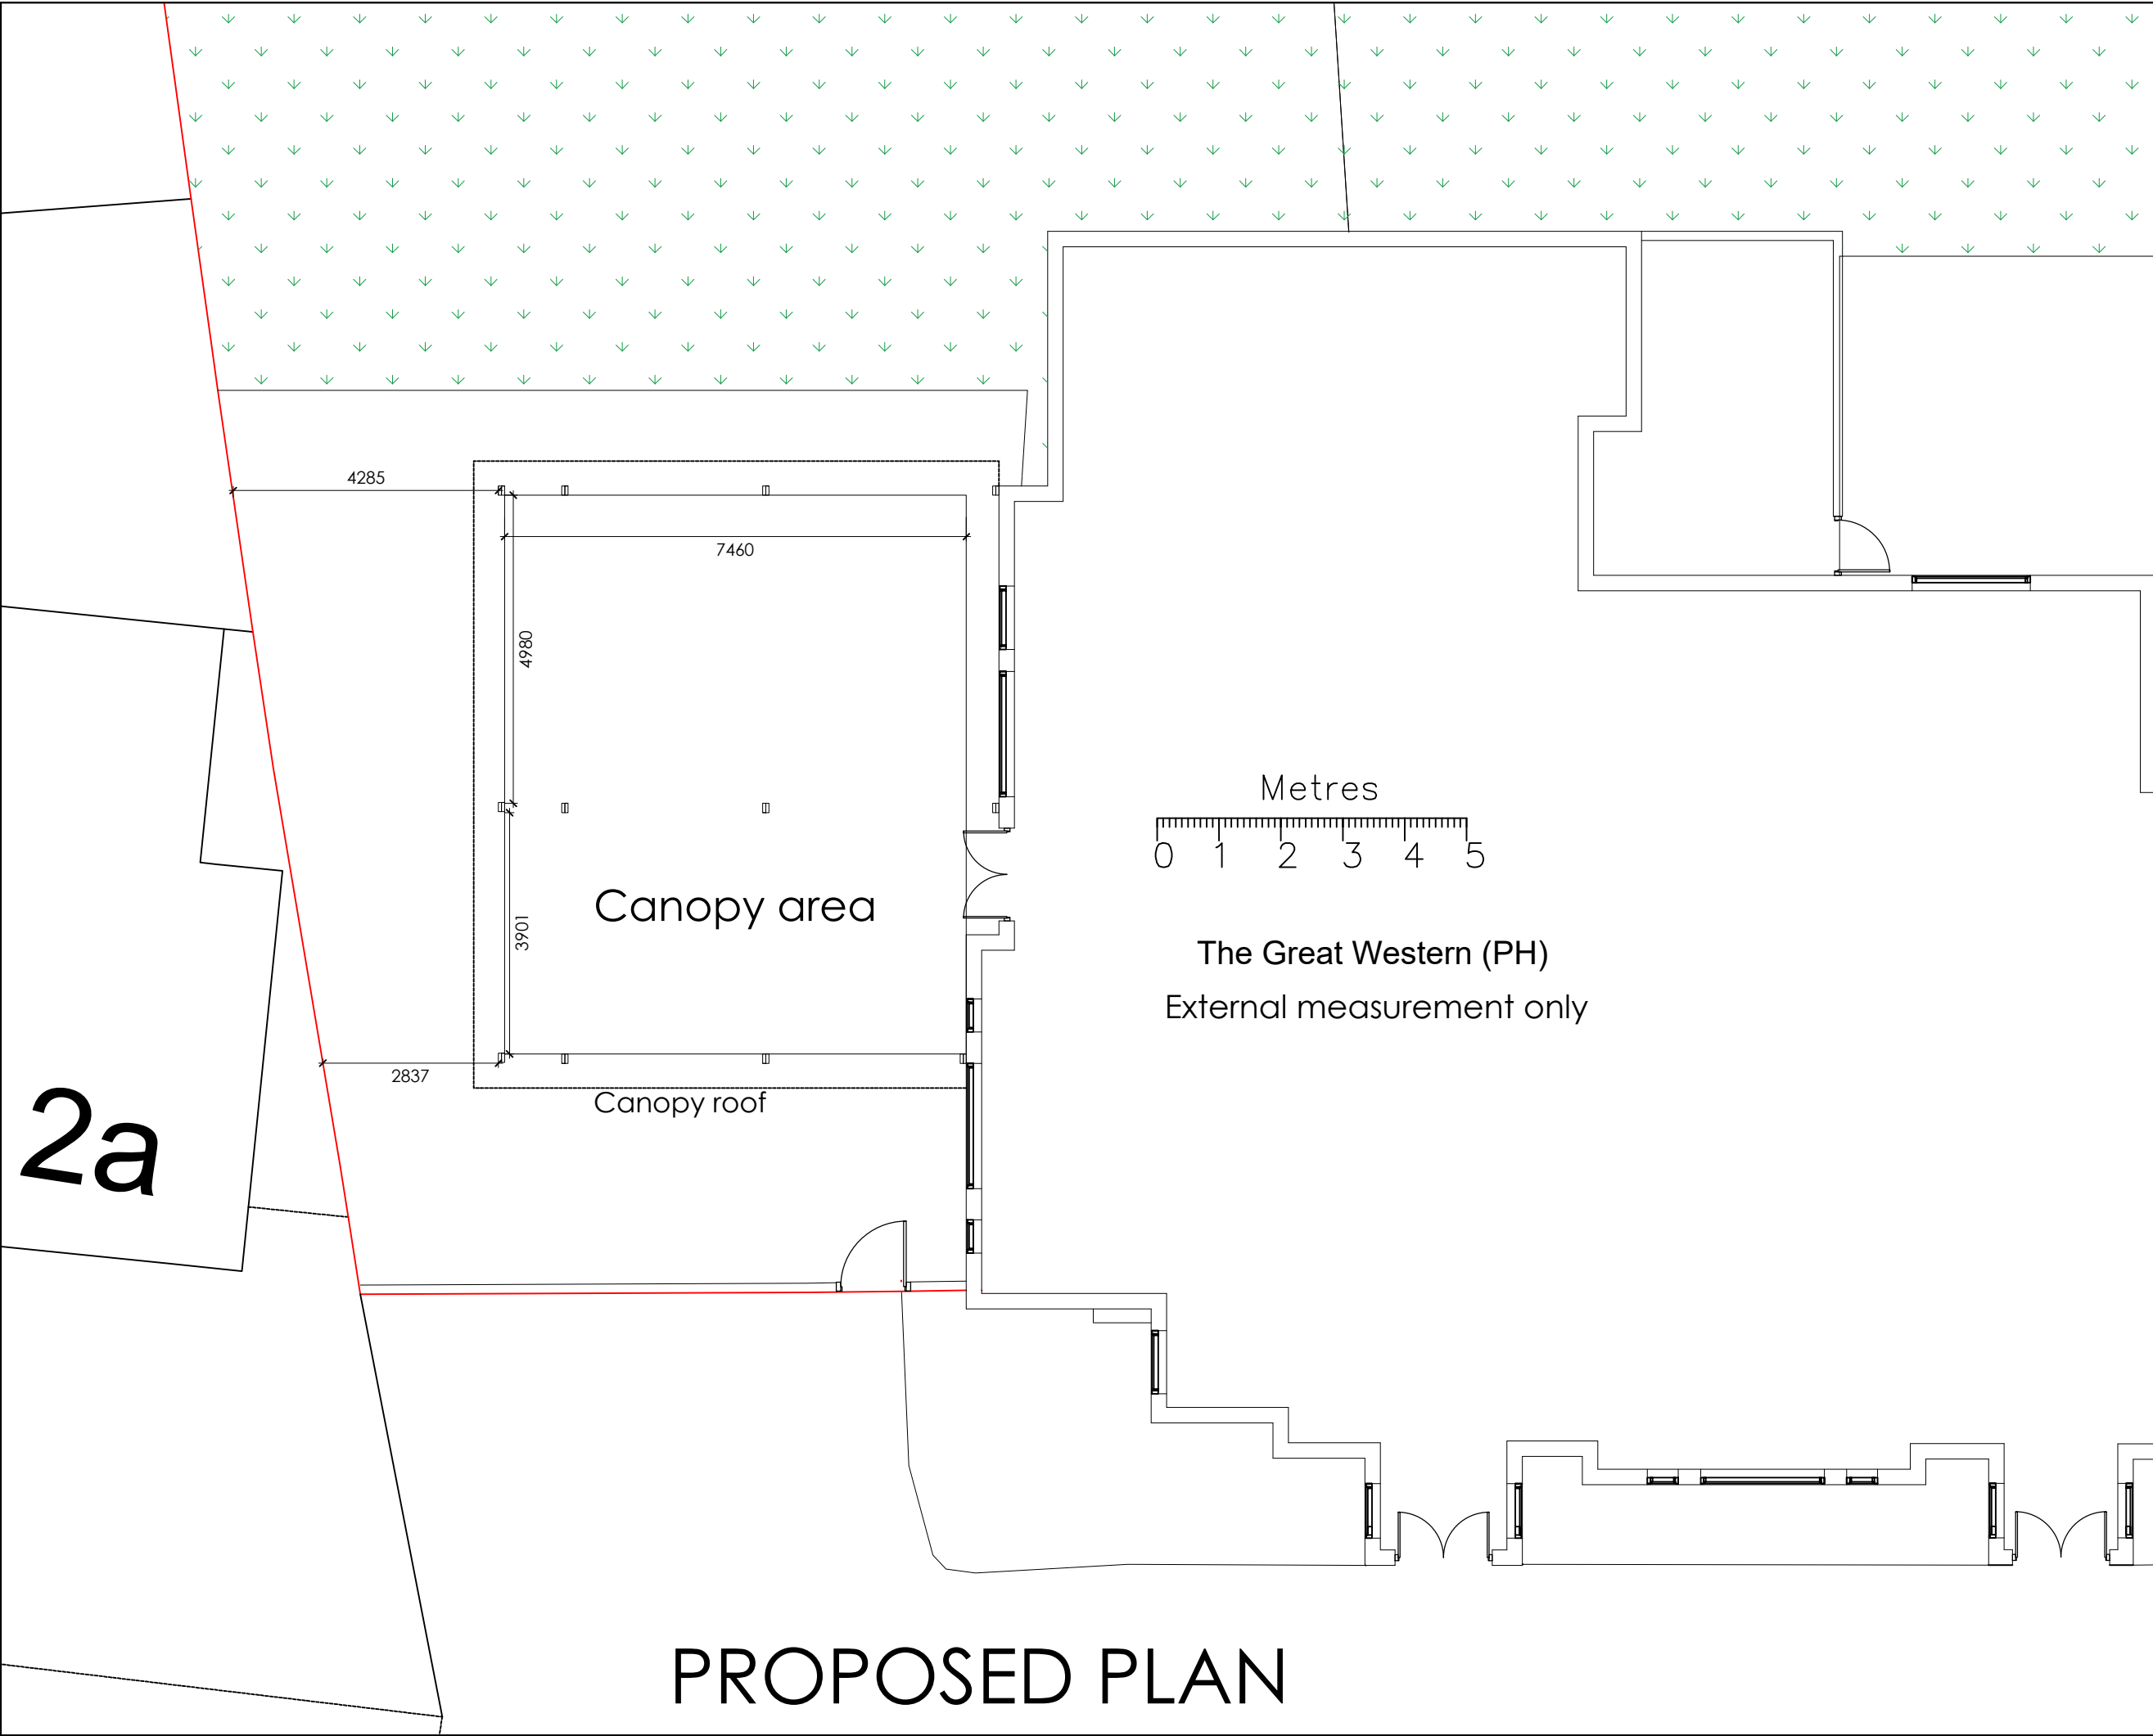 4285
7460
4980
Metres
0 1 2 3 4 5
Canopy area
3901
The Great Western (PH)
External measurement only
2837
Canopy roof
2a
PROPOSED PLAN